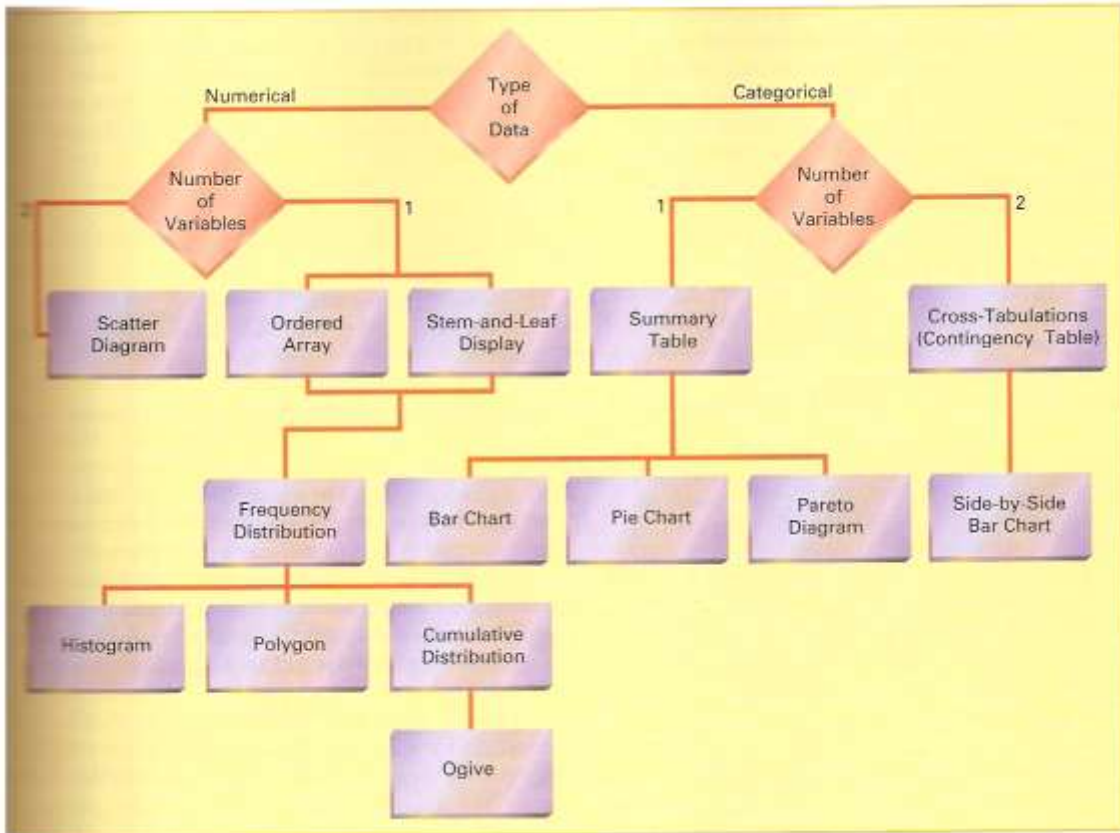 Type
of
Data
Numerical
Categorical
Number
of
Variables
1
Number
of
Variables
1
2
Scatter
Diagram
Ordered
Array
Stem-and-Leaf
Display
Summary
Table
Cross-Tabulations
(Contingency Table)
Frequency
Distribution
Bar Chart
Pie Chart
Pareto
Diagram
Side-by-Side
Bar Chart
Histogram
Polygon
Cumulative
Distribution
Ogive